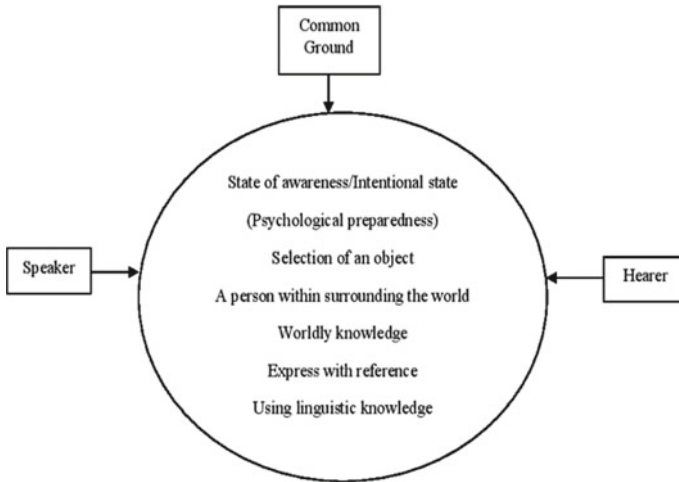 Common
Ground
State of awareness/Intentional state
(Psychological preparedness)
Selection of an object
Speaker
A person within surrounding the world
Hearer
Worldly knowledge
Express with reference
Using linguistic knowledge